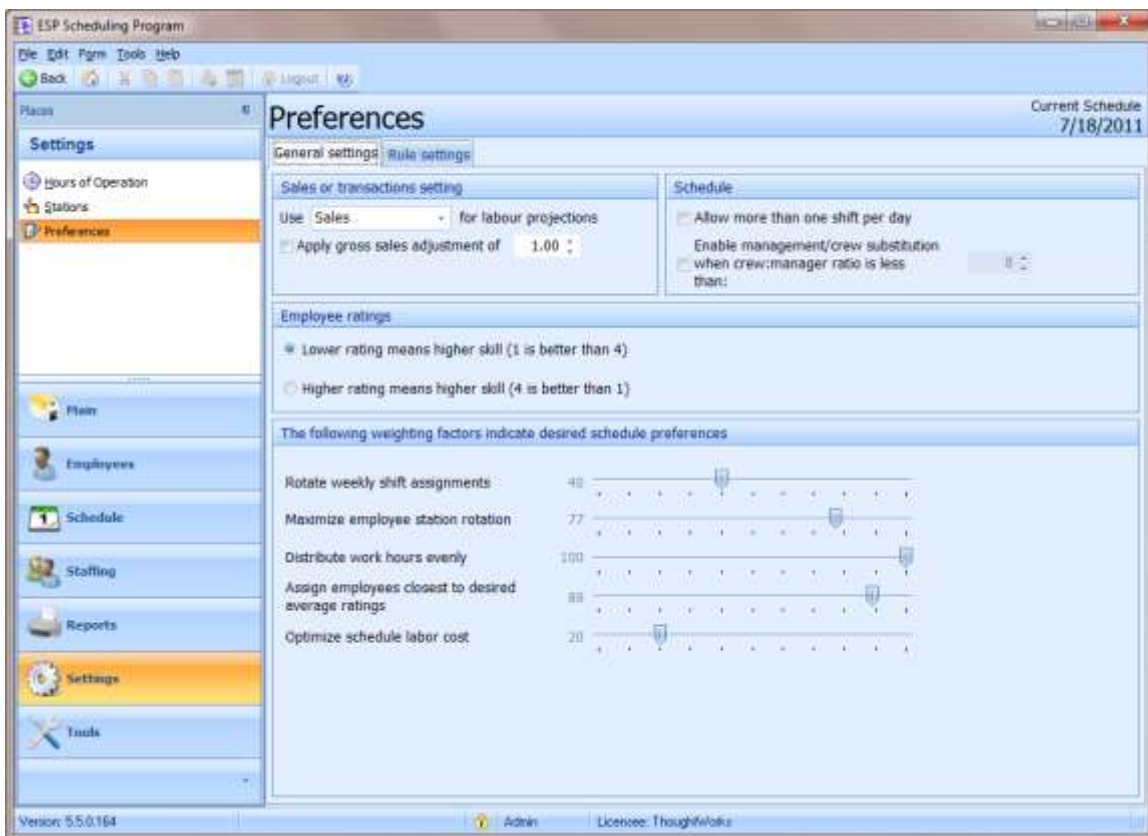 ESP Scheduling Program
File Edit Form Tools Help
Back Logout
Places
Settings
Hours of Operation
Stations
Preferences
Main
Employees
Schedule
1
Staffing
Reports
Settings
Tools
Preferences
Current Schedule
7/18/2011
General settings Rule settings
Sales or transactions setting
Use Sales for labour projections
Apply gross sales adjustment of 1.00
Schedule
Allow more than one shift per day
Enable management/crew substitution
when crew:manager ratio is less
than:
Employee ratings
Lower rating means higher skill (1 is better than 4)
Higher rating means higher skill (4 is better than 1)
The following weighting factors indicate desired schedule preferences
Rotate weekly shift assignments 40
Maximize employee station rotation 77
Distribute work hours evenly 100
Assign employees closest to desired
average ratings
Optimize schedule labor cost 20
Version: 5.5.0.164 Admin Licencee: ThoughtWorks